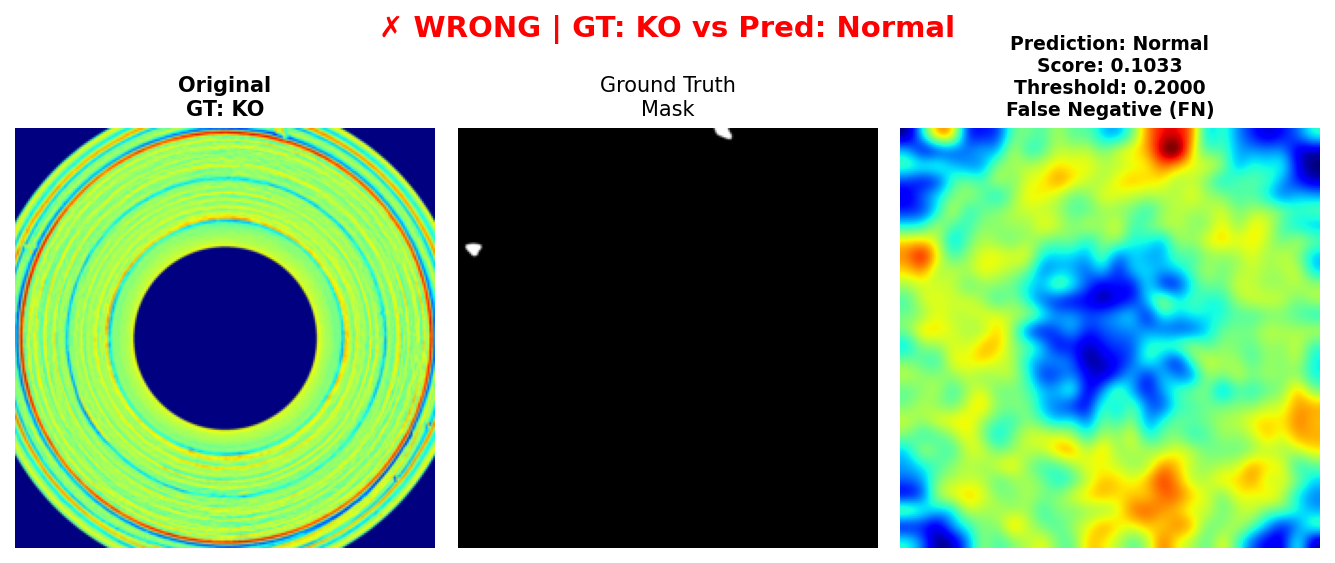 ✗ WRONG | GT: KO vs Pred: Normal
Original
GT: KO
Ground Truth
Mask
Prediction: Normal
Score: 0.1033
Threshold: 0.2000
False Negative (FN)